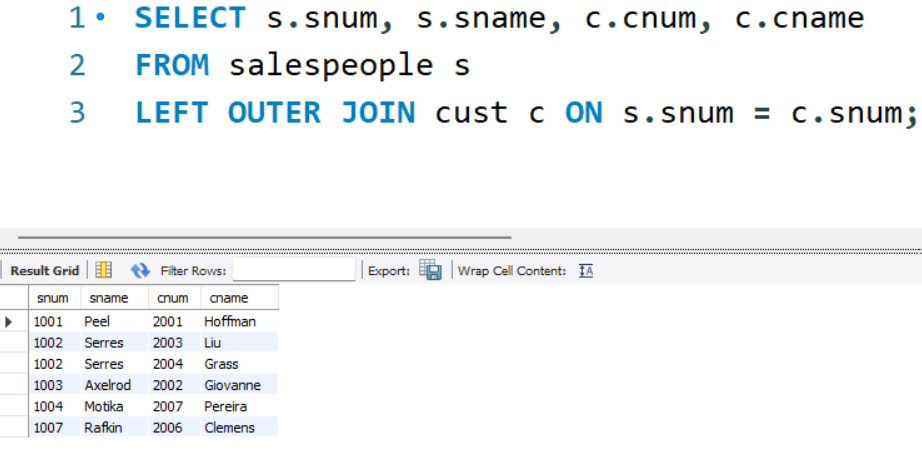 1 SELECT s.snum, s.sname, c.cnum, c.cname
2 FROM salespeople s
3 LEFT OUTER JOIN cust c ON s.snum = c.snum;
Result Grid Filter Rows: Export: Wrap Cell Content: IA
snum sname cnum cname
1001 Peel 2001 Hoffman
1002 Serres 2003 Liu
1002 Serres 2004 Grass
1003 Axelrod 2002 Giovanne
1004 Motika 2007 Pereira
1007 Rafkin 2006 Clemens